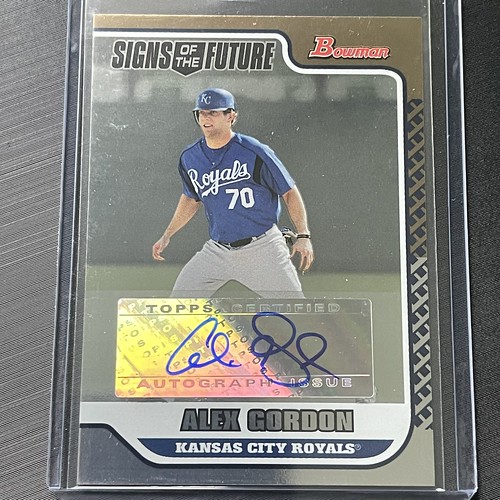 SIGNS OF THE FUTURE
Bowman
KC
Royals
70
TOPPS CERTIFIED
AUTOGRAPH ISSUE
ALEX GORDON
KANSAS CITY ROYALS®